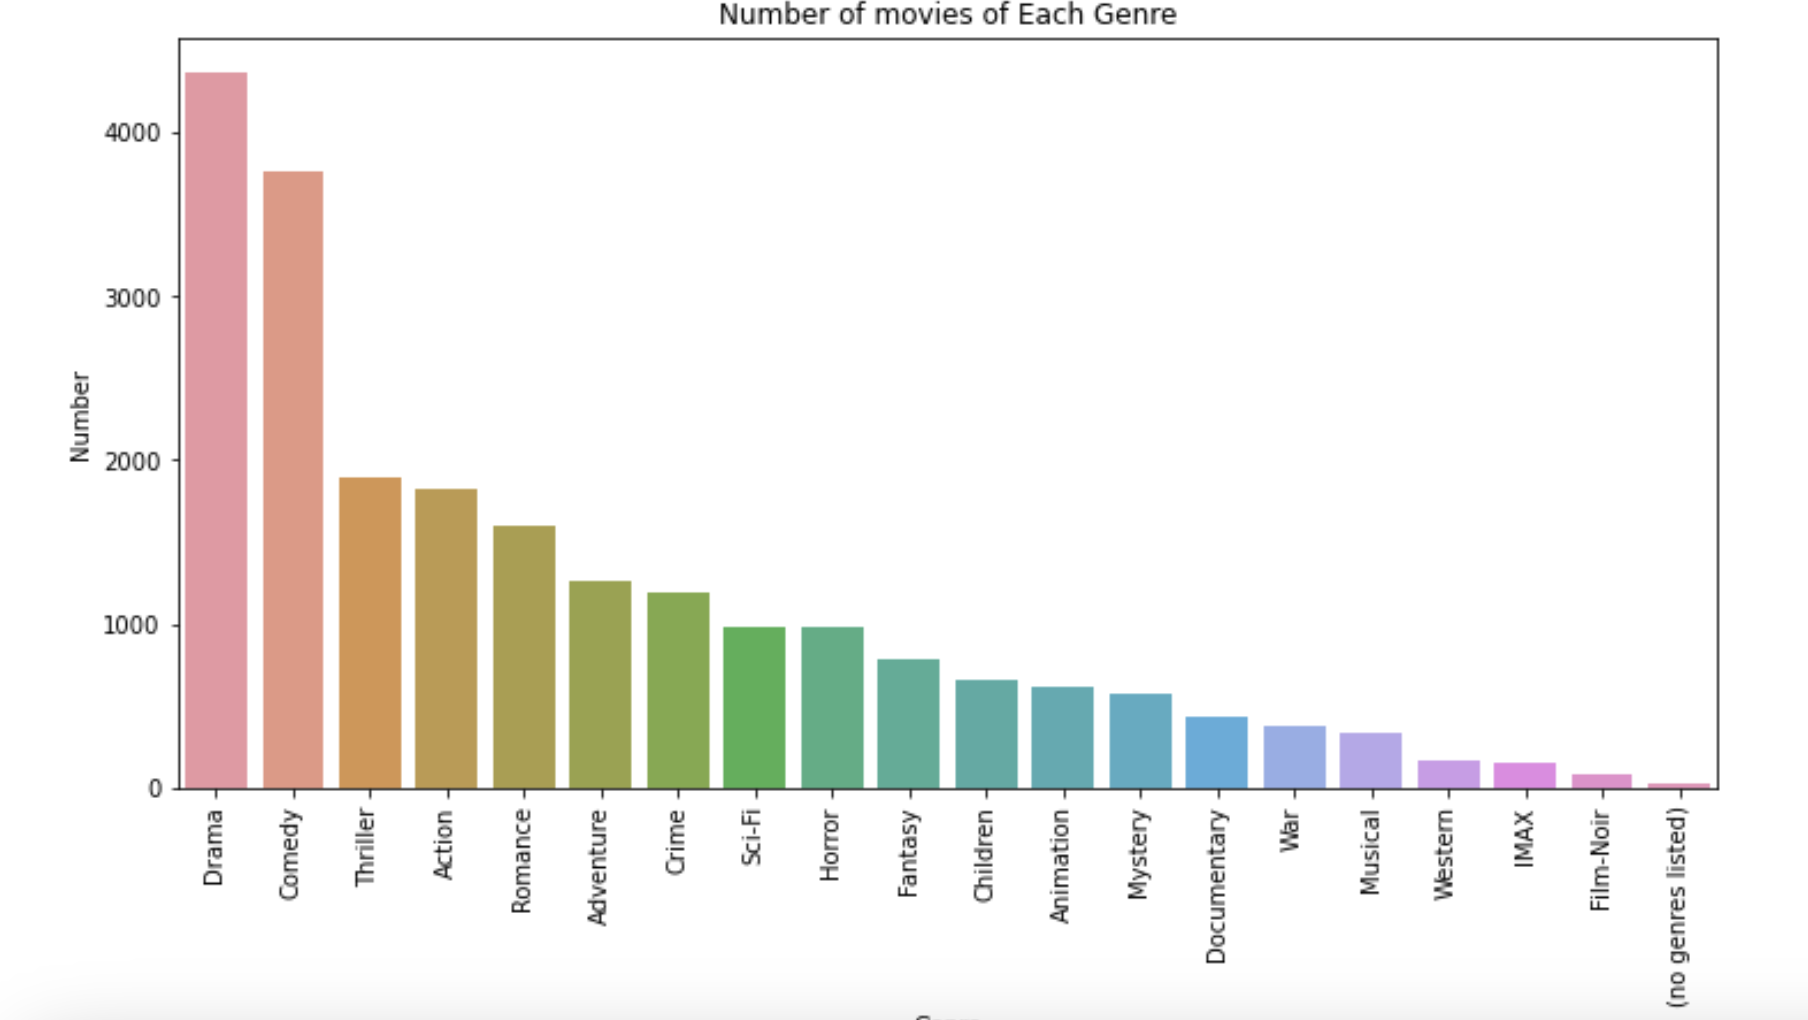 Number of movies of Each Genre
Number
4000
3000
2000
1000
0
Drama
Comedy
Thriller
Action
Romance
Adventure
Crime
Sci-Fi
Horror
Fantasy
Children
Animation
Mystery
Documentary
War
Musical
Western
IMAX
Film-Noir
(no genres listed)